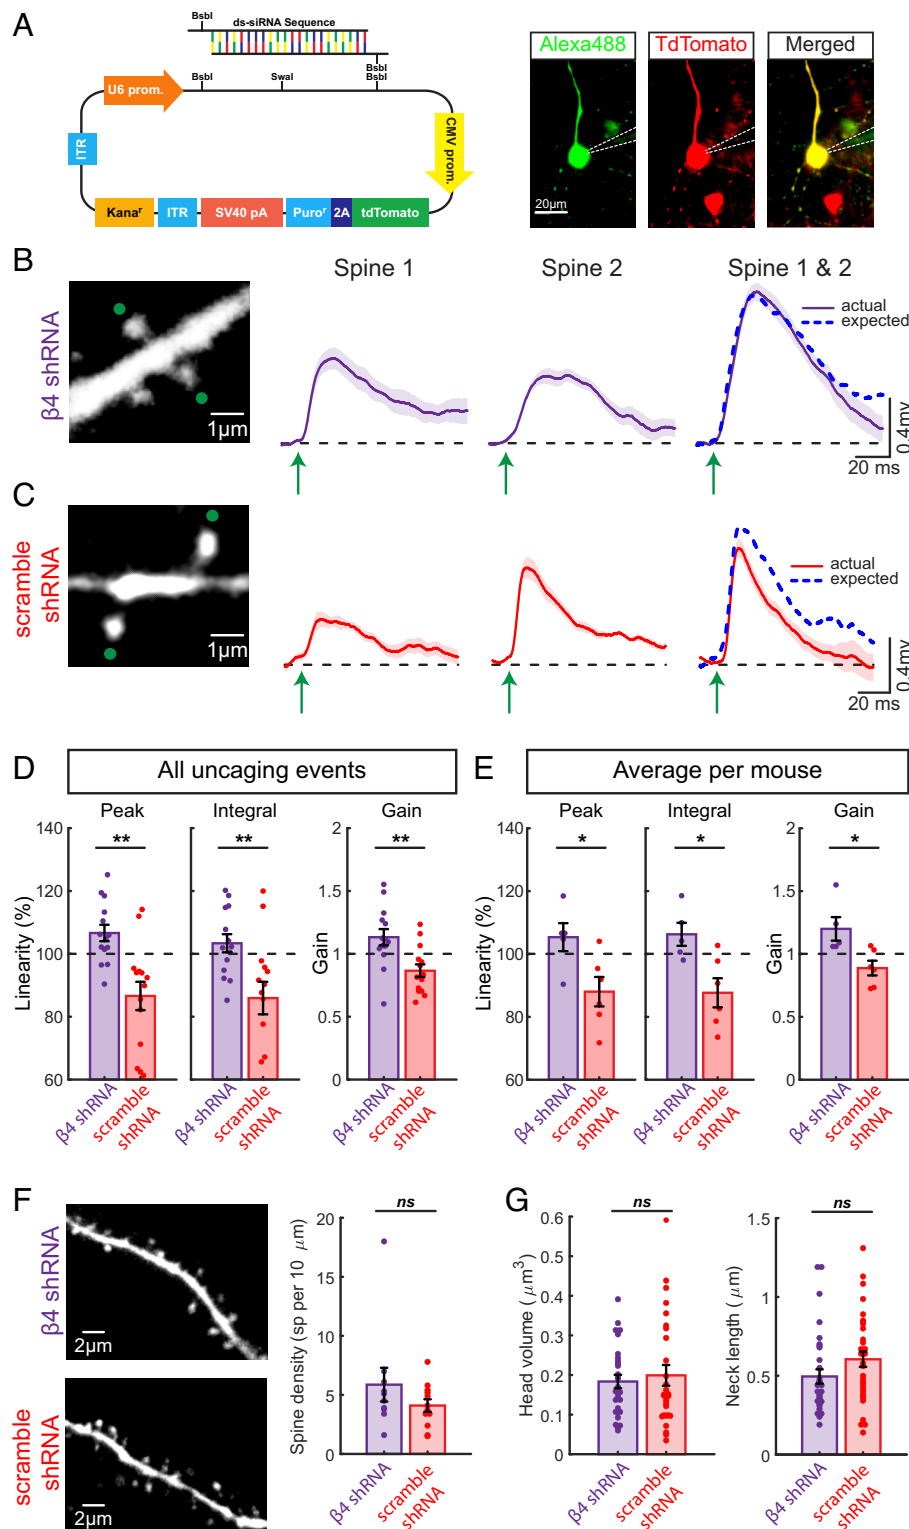 A
BsbI
ds-siRNA Sequence
BsbI
BsbI
SwaI
BsbI
U6 prom.
ITR
CMV prom.
Kanaʳ
ITR
SV40 pA
Puroʳ
2A
tdTomato
Alexa488
TdTomato
Merged
20μm
B
Spine 1
Spine 2
Spine 1 & 2
β4 shRNA
1μm
actual
expected
0.4mv
20 ms
C
scramble
shRNA
1μm
actual
expected
0.4mv
20 ms
D
All uncaging events
Peak
Integral
Gain
Linearity (%)
140
120
100
80
60
**
**
Gain
2
1.5
1
0.5
0
**
β4 shRNA
scramble
shRNA
β4 shRNA
scramble
shRNA
β4 shRNA
scramble
shRNA
E
Average per mouse
Peak
Integral
Gain
Linearity (%)
140
120
100
80
60
*
*
Gain
2
1.5
1
0.5
0
*
β4 shRNA
scramble
shRNA
β4 shRNA
scramble
shRNA
β4 shRNA
scramble
shRNA
F
β4 shRNA
2μm
scramble
shRNA
2μm
Spine density (sp per 10 μm)
20
15
10
5
0
ns
β4 shRNA
scramble
shRNA
G
Head volume (μm³)
0.6
0.5
0.4
0.3
0.2
0.1
0
ns
β4 shRNA
scramble
shRNA
Neck length (μm)
1.5
1
0.5
0
ns
β4 shRNA
scramble
shRNA